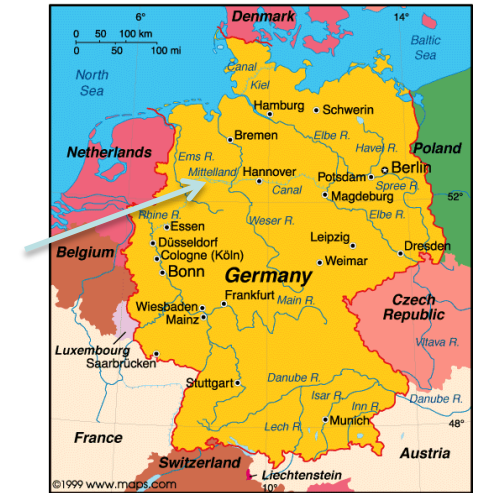 6°
14°
Denmark
0 50 100 km
0 50 100 mi
North
Sea
Baltic
Sea
Canal
Kiel
Hamburg
Schwerin
Bremen
Elbe R.
Havel R.
Poland
Netherlands
Ems R.
Mittelland
Hannover
Canal
Potsdam
Berlin
Spree R.
Magdeburg
52°
Rhine R.
Weser R.
Elbe R.
Essen
Düsseldorf
Cologne (Köln)
Bonn
Belgium
Leipzig
Weimar
Dresden
Germany
Wiesbaden
Frankfurt
Mainz
Main R.
Czech
Republic
Vltava R.
Luxembourg
Saarbrücken
Stuttgart
Danube R.
Isar R.
Inn R.
Danube R.
Lech R.
Munich
48°
France
Austria
Switzerland
Liechtenstein
©1999 www.maps.com
10°